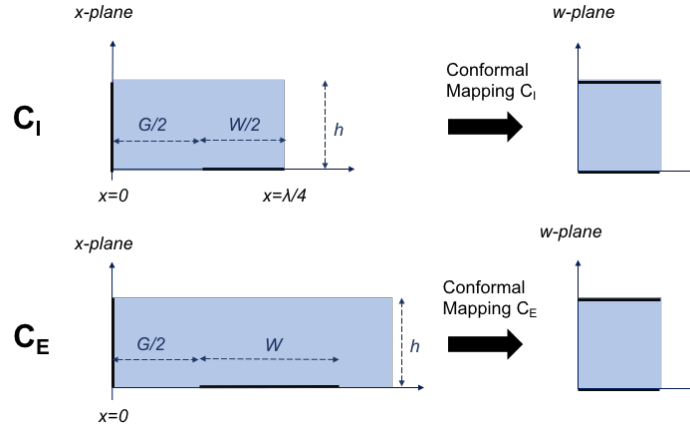 x-plane
w-plane
Conformal
Mapping C_I
C_I
G/2
W/2
h
x=0
x=λ/4
x-plane
w-plane
Conformal
Mapping C_E
C_E
G/2
W
h
x=0